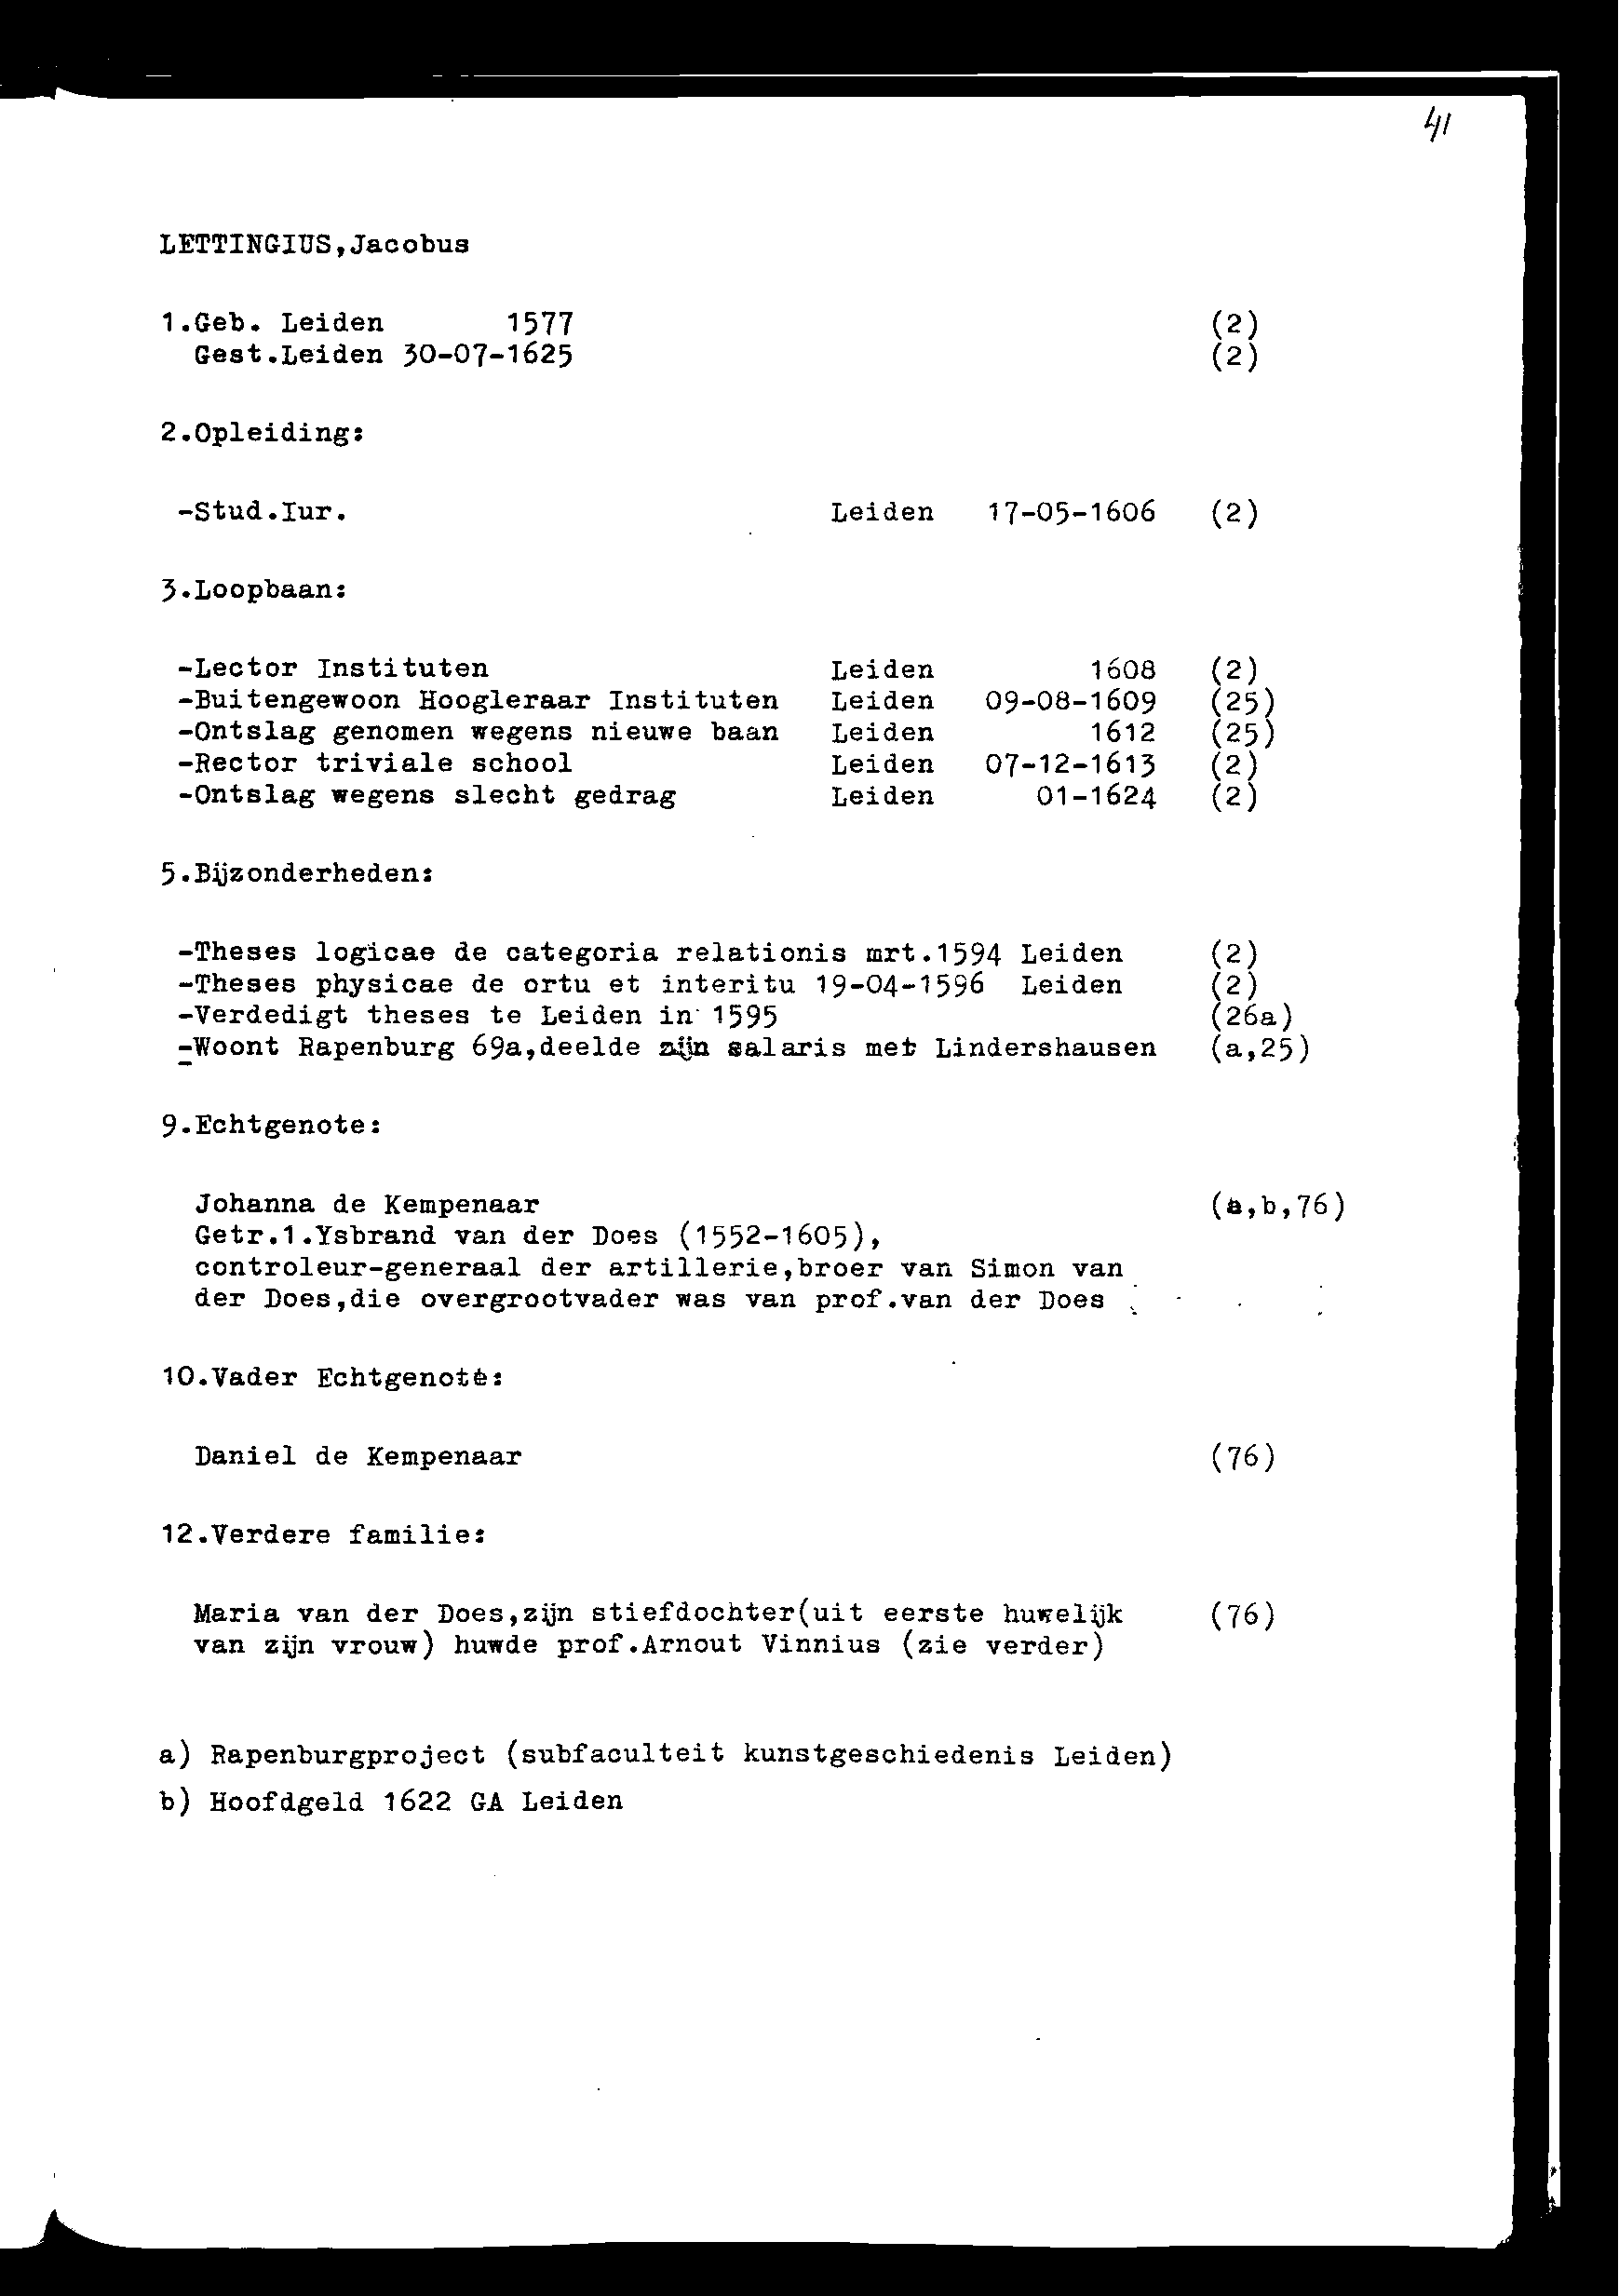 41
LETTINGIUS,Jacobus
1.Geb. Leiden 1577 (2)
Gest.Leiden 30-07-1625 (2)
2.Opleiding:
-Stud.Iur. Leiden 17-05-1606 (2)
3.Loopbaan:
-Lector Instituten Leiden 1608 (2)
-Buitengewoon Hoogleraar Instituten Leiden 09-08-1609 (25)
-Ontslag genomen wegens nieuwe baan Leiden 1612 (25)
-Rector triviale school Leiden 07-12-1613 (2)
-Ontslag wegens slecht gedrag Leiden 01-1624 (2)
5.Bijzonderheden:
-Theses logicae de categoria relationis mrt.1594 Leiden (2)
-Theses physicae de ortu et interitu 19-04-1596 Leiden (2)
-Verdedigt theses te Leiden in 1595 (26a)
-Woont Rapenburg 69a,deelde zijn salaris met Lindershausen (a,25)
9.Echtgenote:
Johanna de Kempenaar (a,b,76)
Getr.1.Ysbrand van der Does (1552-1605),
controleur-generaal der artillerie,broer van Simon van
der Does,die overgrootvader was van prof.van der Does
10.Vader Echtgenote:
Daniel de Kempenaar (76)
12.Verdere familie:
Maria van der Does,zijn stiefdochter(uit eerste huwelijk (76)
van zijn vrouw) huwde prof.Arnout Vinnius (zie verder)
a) Rapenburgproject (subfaculteit kunstgeschiedenis Leiden)
b) Hoofdgeld 1622 GA Leiden